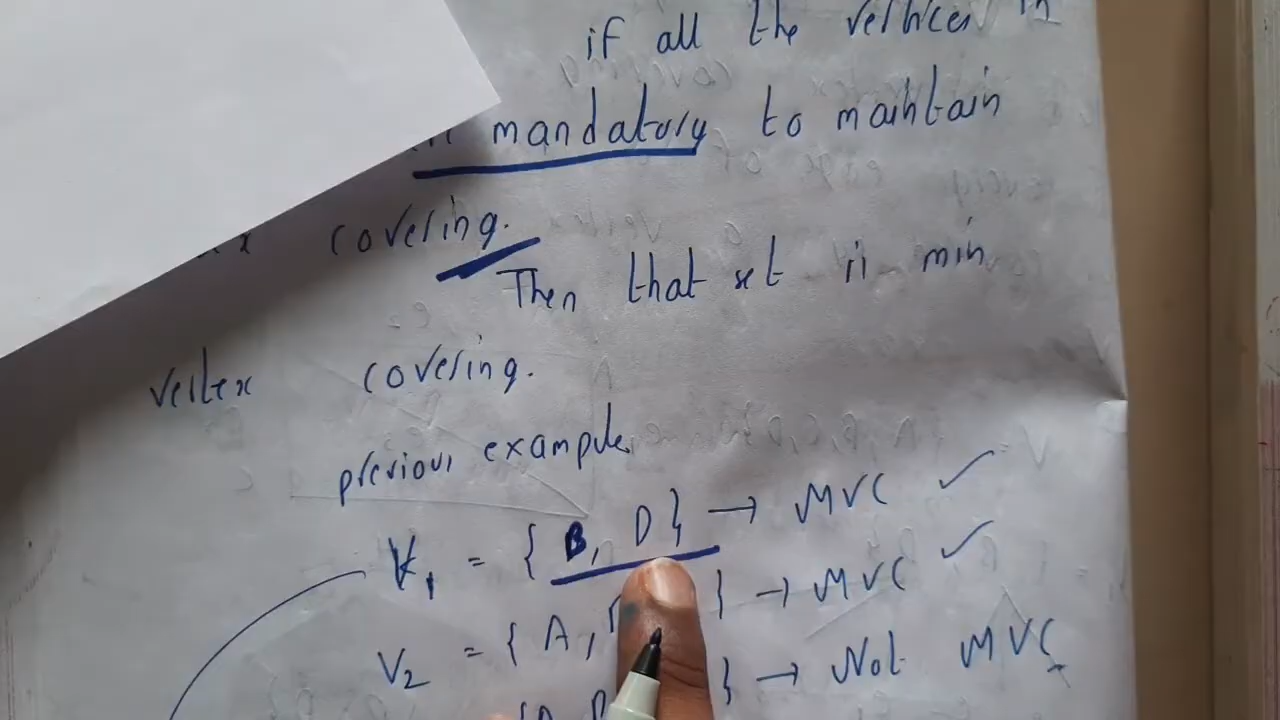 if all the vertices in
mandatory to maintain
covering.
Then that set is min
vertex covering.
previous example
V1 = { B, D } → MVC ✓
V2 = { A, } → MVC ✓
} → Not MVC